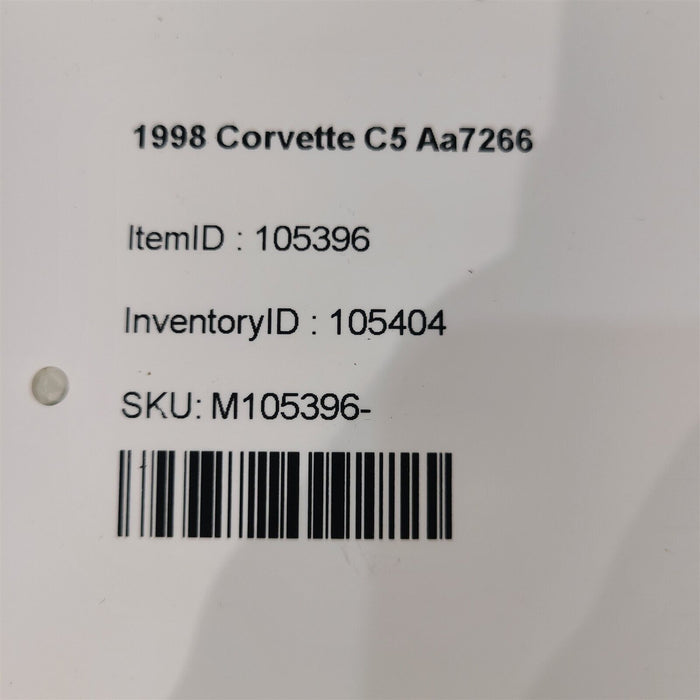 1998 Corvette C5 Aa7266
ItemID : 105396
InventoryID : 105404
SKU: M105396-